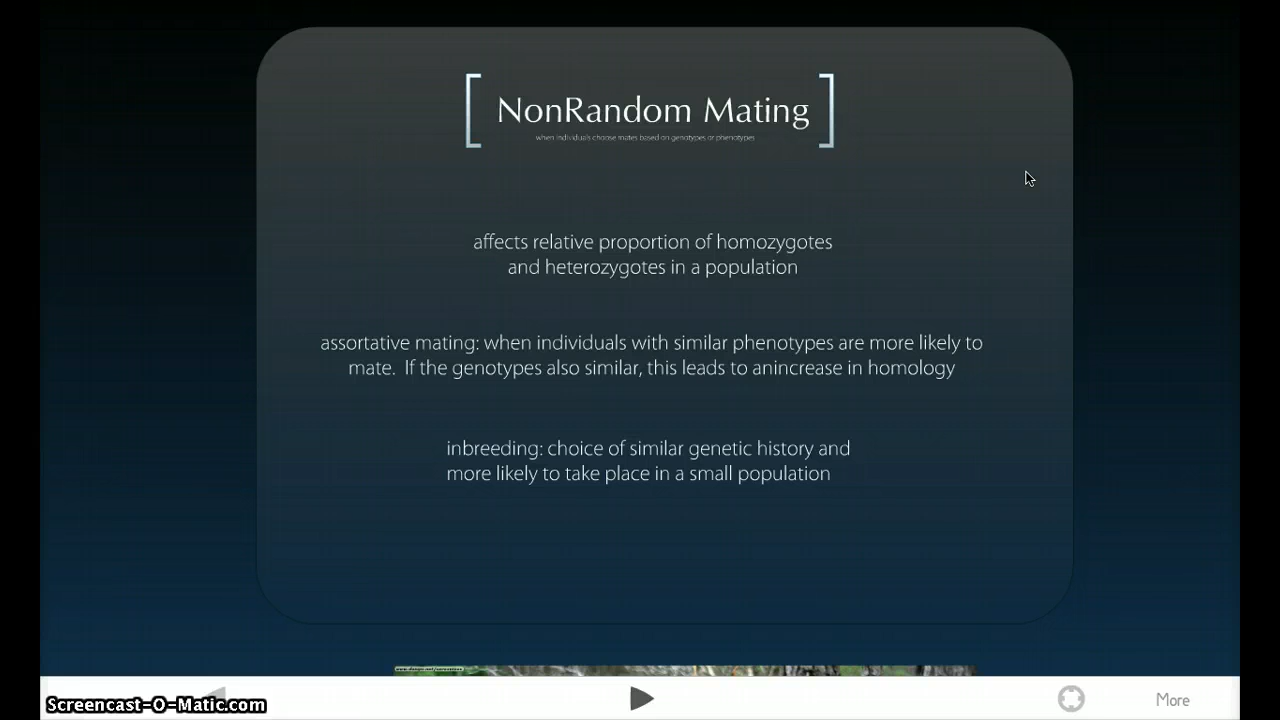 NonRandom Mating
when individuals choose mates based on genotypes or phenotypes
affects relative proportion of homozygotes
and heterozygotes in a population
assortative mating: when individuals with similar phenotypes are more likely to
mate. If the genotypes also similar, this leads to anincrease in homology
inbreeding: choice of similar genetic history and
more likely to take place in a small population
Screencast-O-Matic.com
More